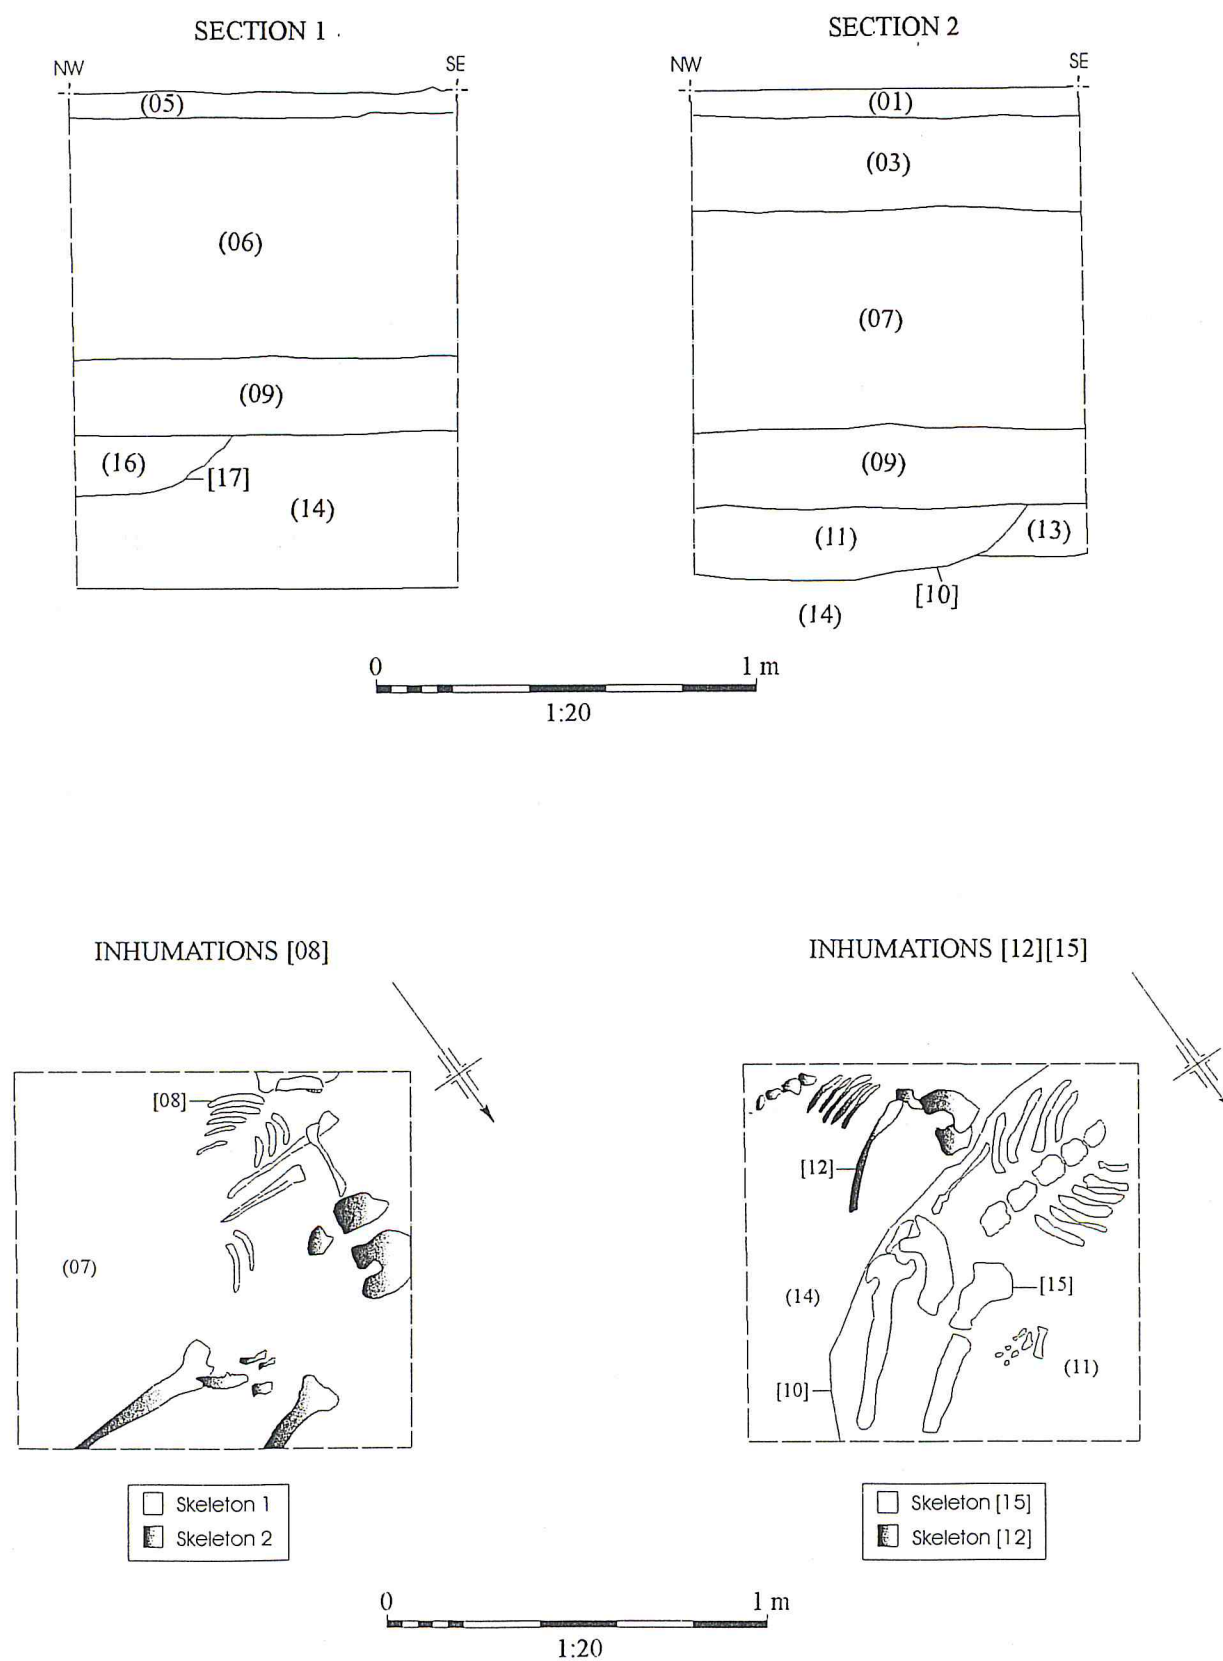 SECTION 1
NW
SE
(05)
(06)
(09)
(16)
[17]
(14)
SECTION 2
NW
SE
(01)
(03)
(07)
(09)
(11)
(13)
[10]
(14)
0
1 m
1:20
INHUMATIONS [08]
[08]
(07)
Skeleton 1
Skeleton 2
INHUMATIONS [12][15]
[12]
(14)
[15]
[10]
(11)
Skeleton [15]
Skeleton [12]
0
1 m
1:20